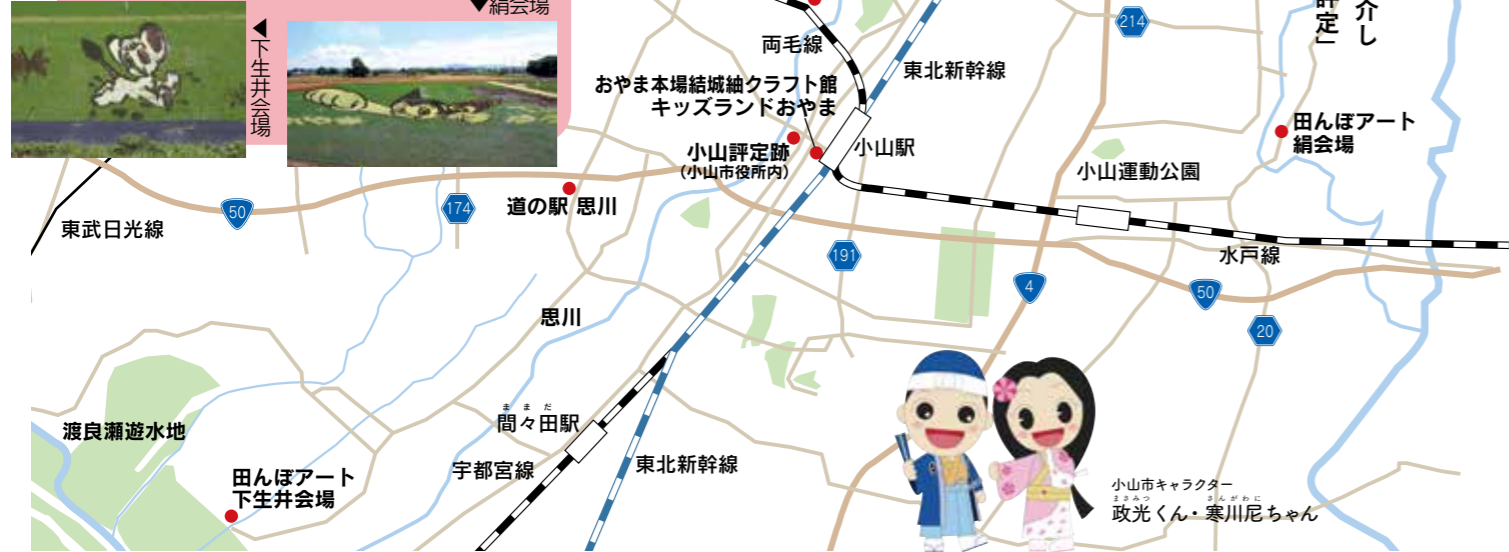 ▼絹会場
◀下生井会場
介し
評定」
両毛線
東北新幹線
214
おやま本場結城紬クラフト館
キッズランドおやま
小山評定跡
(小山市役所内)
小山駅
田んぼアート
絹会場
小山運動公園
50
174
道の駅 思川
東武日光線
191
水戸線
4
50
20
思川
ままだ
間々田駅
渡良瀬遊水地
宇都宮線
東北新幹線
田んぼアート
下生井会場
小山市キャラクター
まさみつ さんがわに
政光くん・寒川尼ちゃん